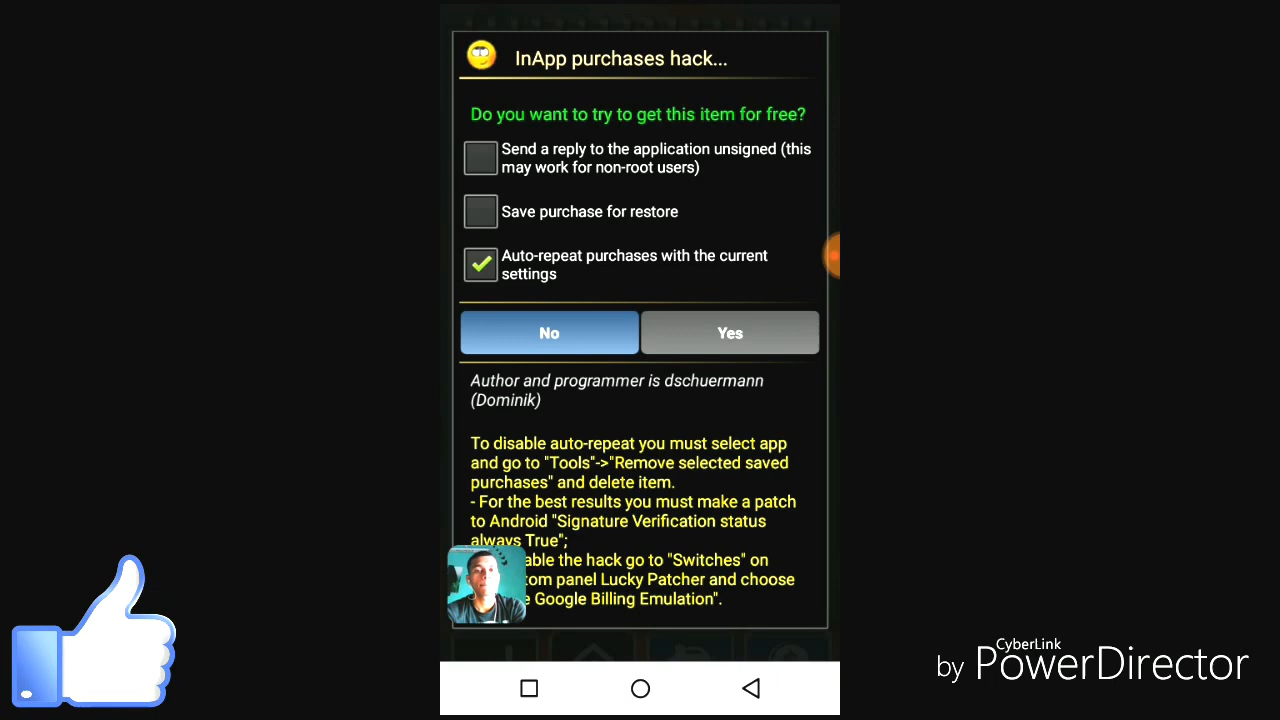 InApp purchases hack...
Do you want to try to get this item for free?
Send a reply to the application unsigned (this
may work for non-root users)
Save purchase for restore
Auto-repeat purchases with the current
settings
No
Yes
Author and programmer is dschuermann
(Dominik)
To disable auto-repeat you must select app
and go to "Tools"->"Remove selected saved
purchases" and delete item.
- For the best results you must make a patch
to Android "Signature Verification status
always True";
the hack go to "Switches" on
panel Lucky Patcher and choose
Google Billing Emulation".
by CyberLink PowerDirector